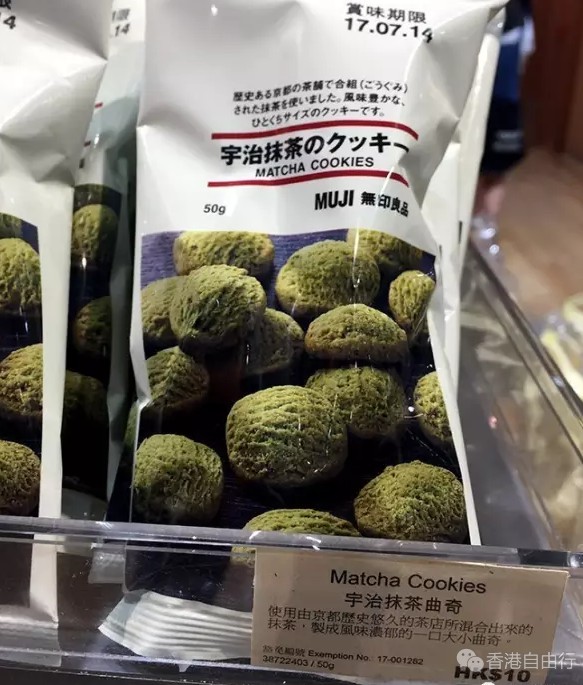 賞味期限
17.07.14
歴史ある京都の茶舗で合組(ごうぐみ)
された抹茶を使いました。風味豊かな、
ひとくちサイズのクッキーです。
宇治抹茶のクッキー
MATCHA COOKIES
50g
MUJI 無印良品
14
Matcha Cookies
宇治抹茶曲奇
使用由京都歷史悠久的茶店所混合出來的
抹茶，製成風味濃郁的一口大小曲奇。
豁免編號 Exemption No.: 17-001282
38722403 / 50g
HK$10
香港自由行